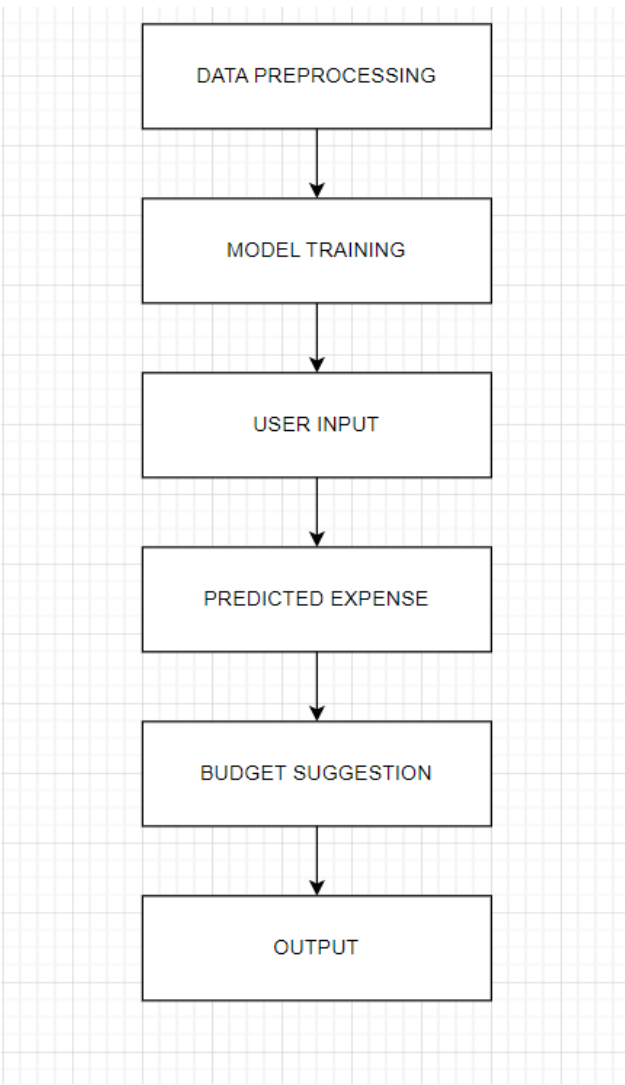 DATA PREPROCESSING
MODEL TRAINING
USER INPUT
PREDICTED EXPENSE
BUDGET SUGGESTION
OUTPUT